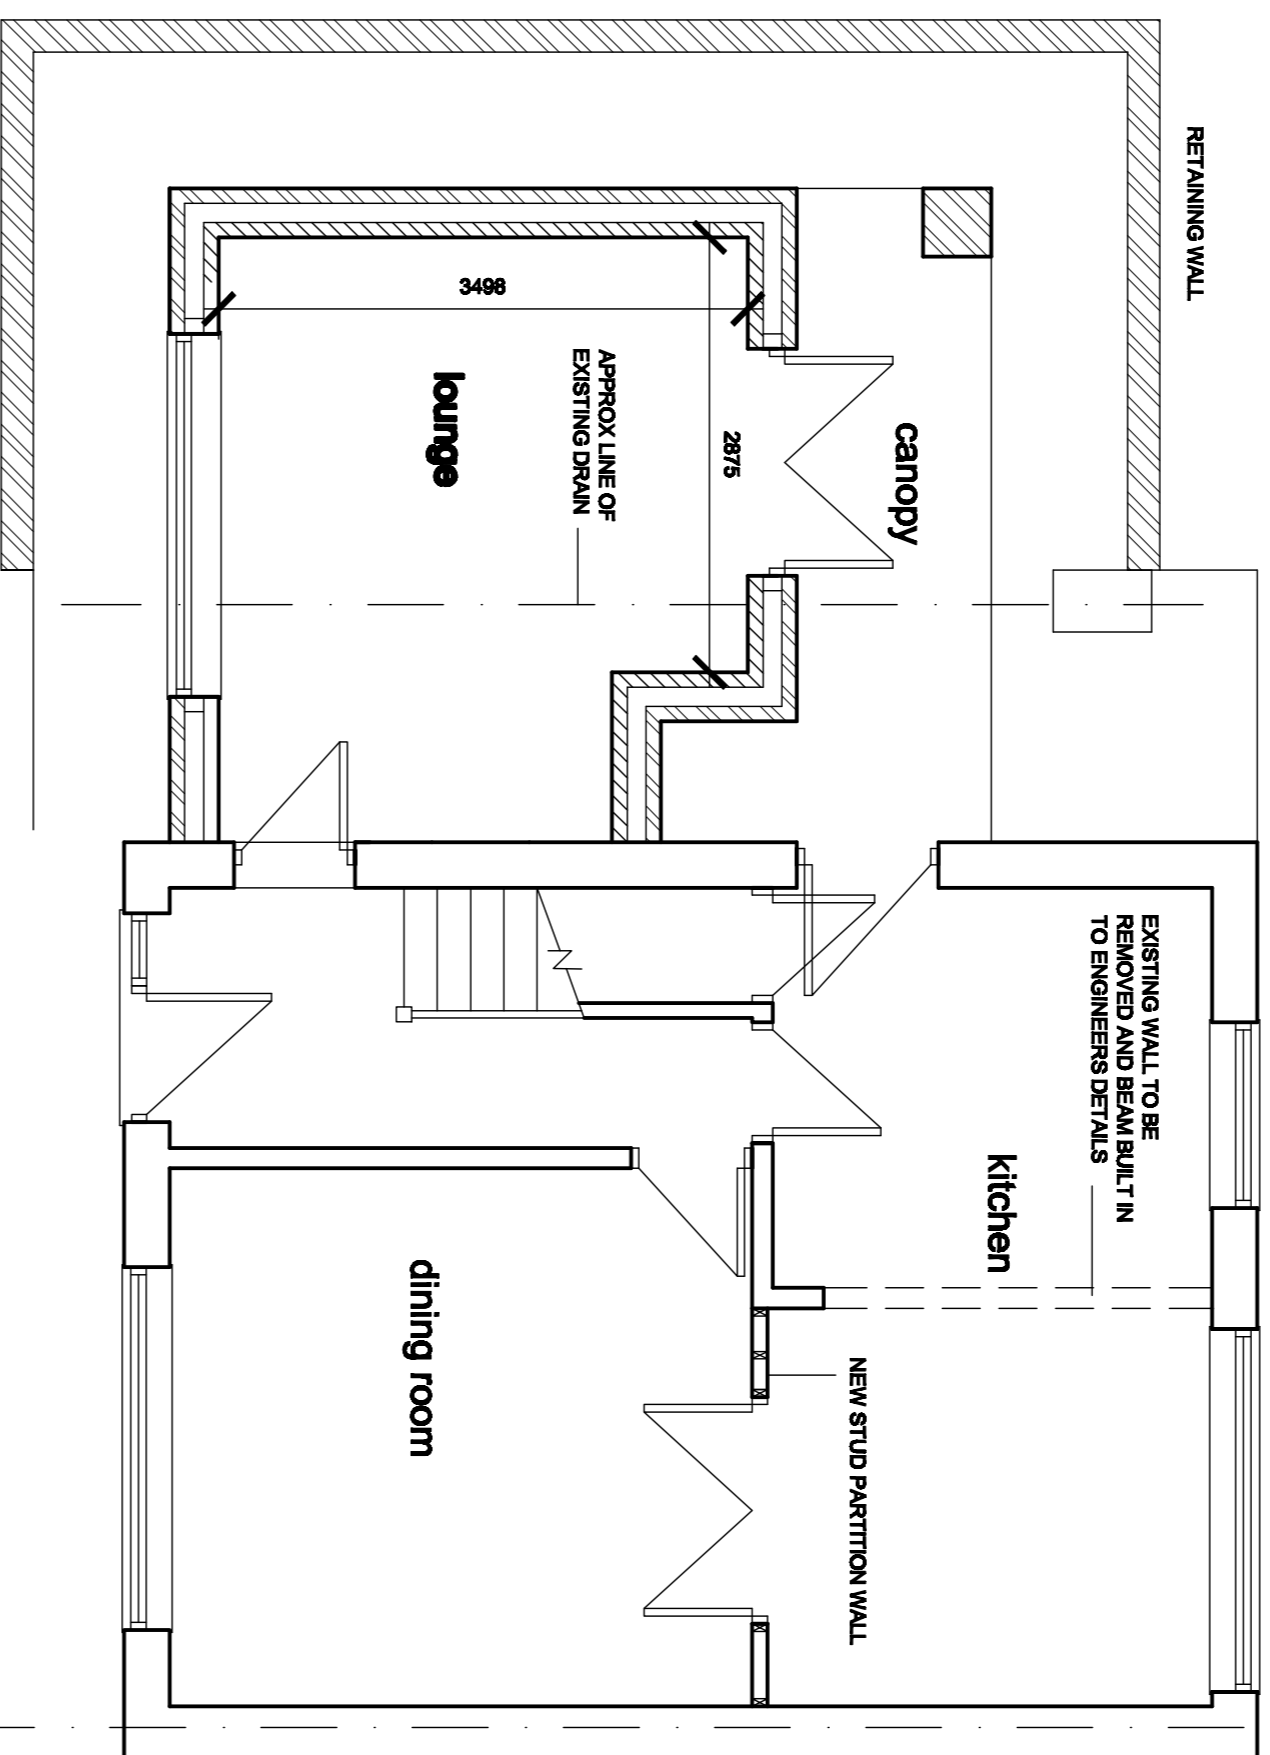 RETAINING WALL
EXISTING WALL TO BE
REMOVED AND BEAM BUILT IN
TO ENGINEERS DETAILS
kitchen
canopy
NEW STUD PARTITION WALL
2875
APPROX LINE OF
EXISTING DRAIN
3498
lounge
dining room